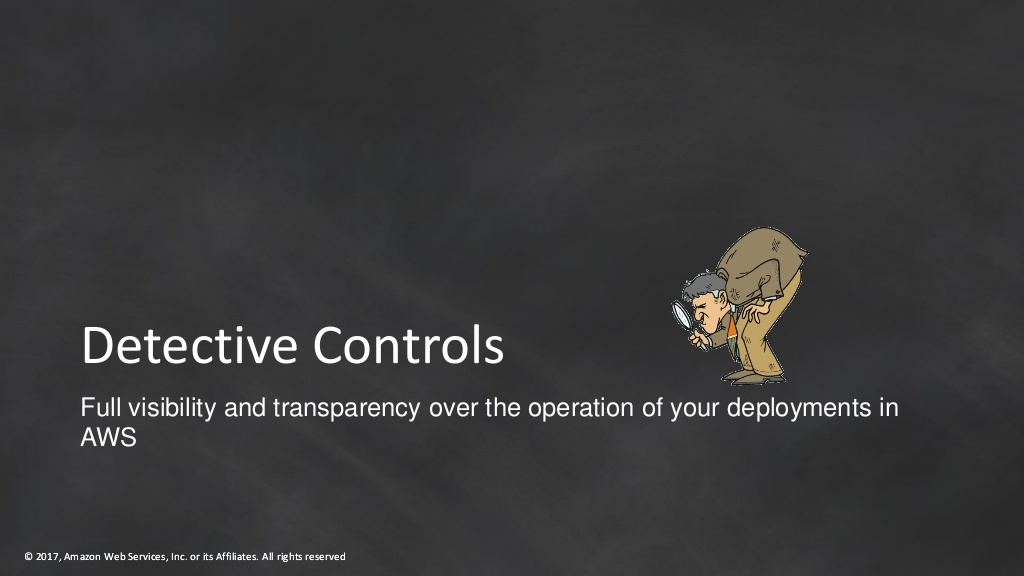 Detective Controls
Full visibility and transparency over the operation of your deployments in
AWS
© 2017, Amazon Web Services, Inc. or its Affiliates. All rights reserved